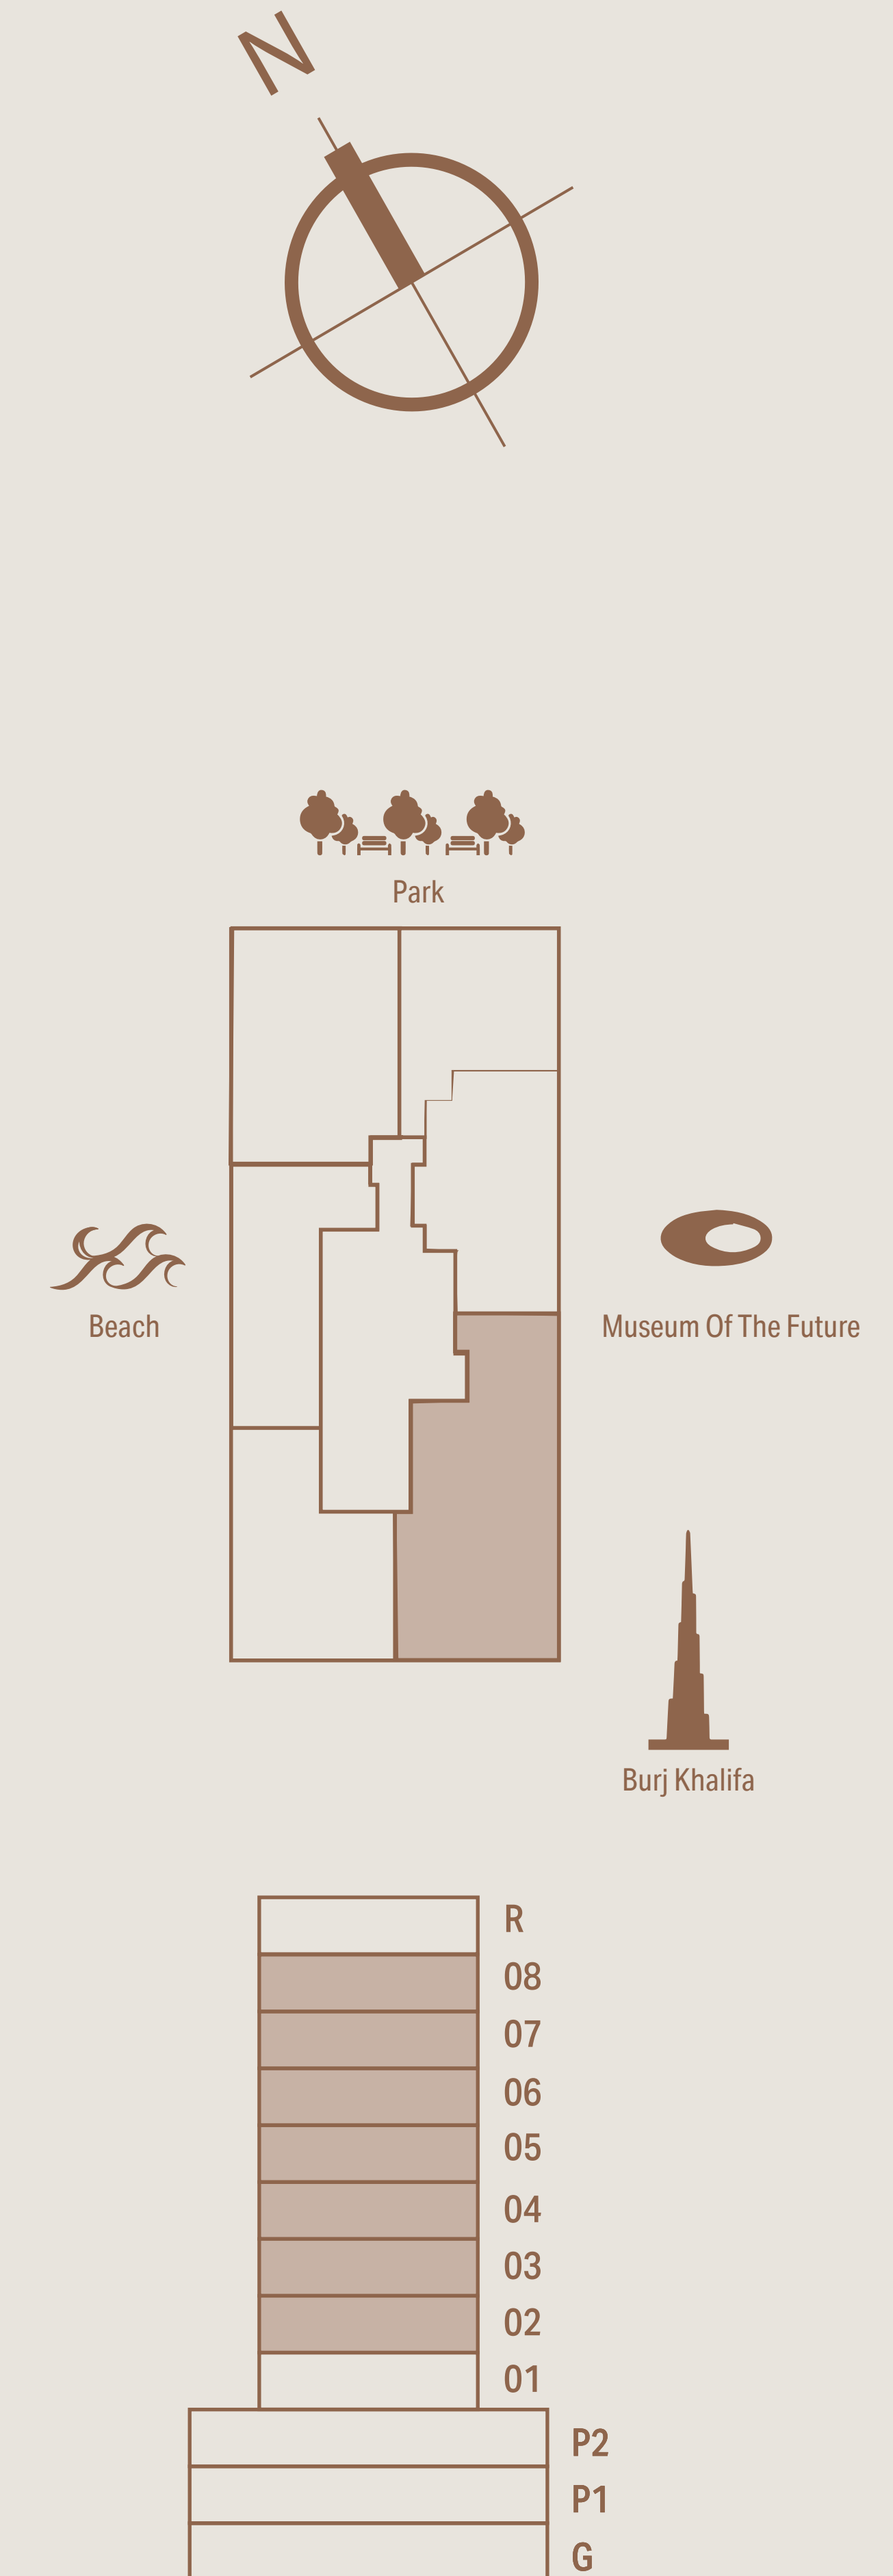 N
Park
Beach
Museum Of The Future
Burj Khalifa
R
08
07
06
05
04
03
02
01
P2
P1
G